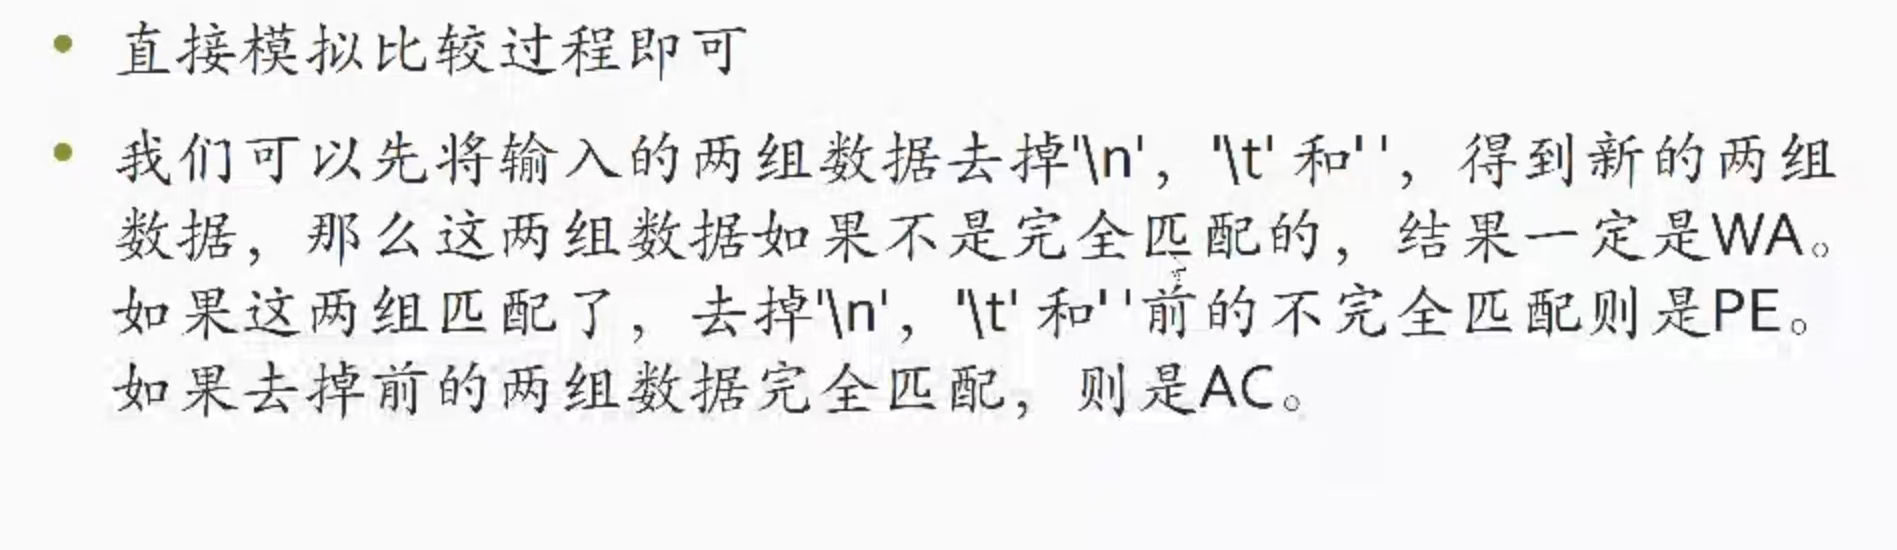 • 直接模拟比较过程即可
• 我们可以先将输入的两组数据去掉'\n'，'\t' 和' '，得到新的两组
数据，那么这两组数据如果不是完全匹配的，结果一定是WA。
如果这两组匹配了，去掉'\n'，'\t' 和' '前的不完全匹配则是PE。
如果去掉前的两组数据完全匹配，则是AC。